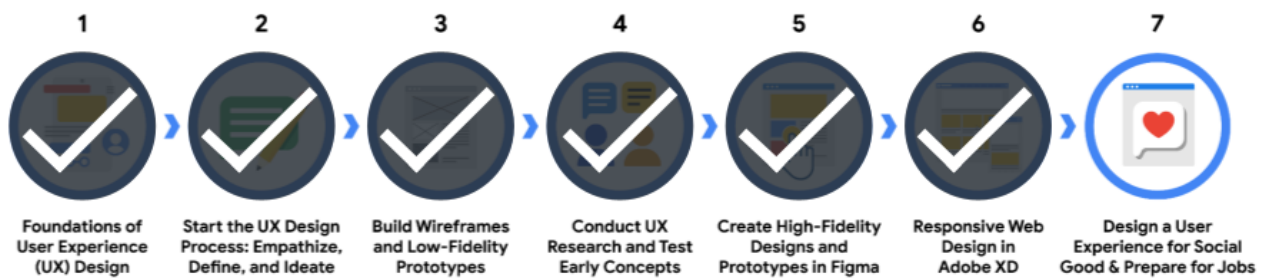 1
2
3
4
5
6
7
Foundations of
User Experience
(UX) Design
Start the UX Design
Process: Empathize,
Define, and Ideate
Build Wireframes
and Low-Fidelity
Prototypes
Conduct UX
Research and Test
Early Concepts
Create High-Fidelity
Designs and
Prototypes in Figma
Responsive Web
Design in
Adobe XD
Design a User
Experience for Social
Good & Prepare for Jobs